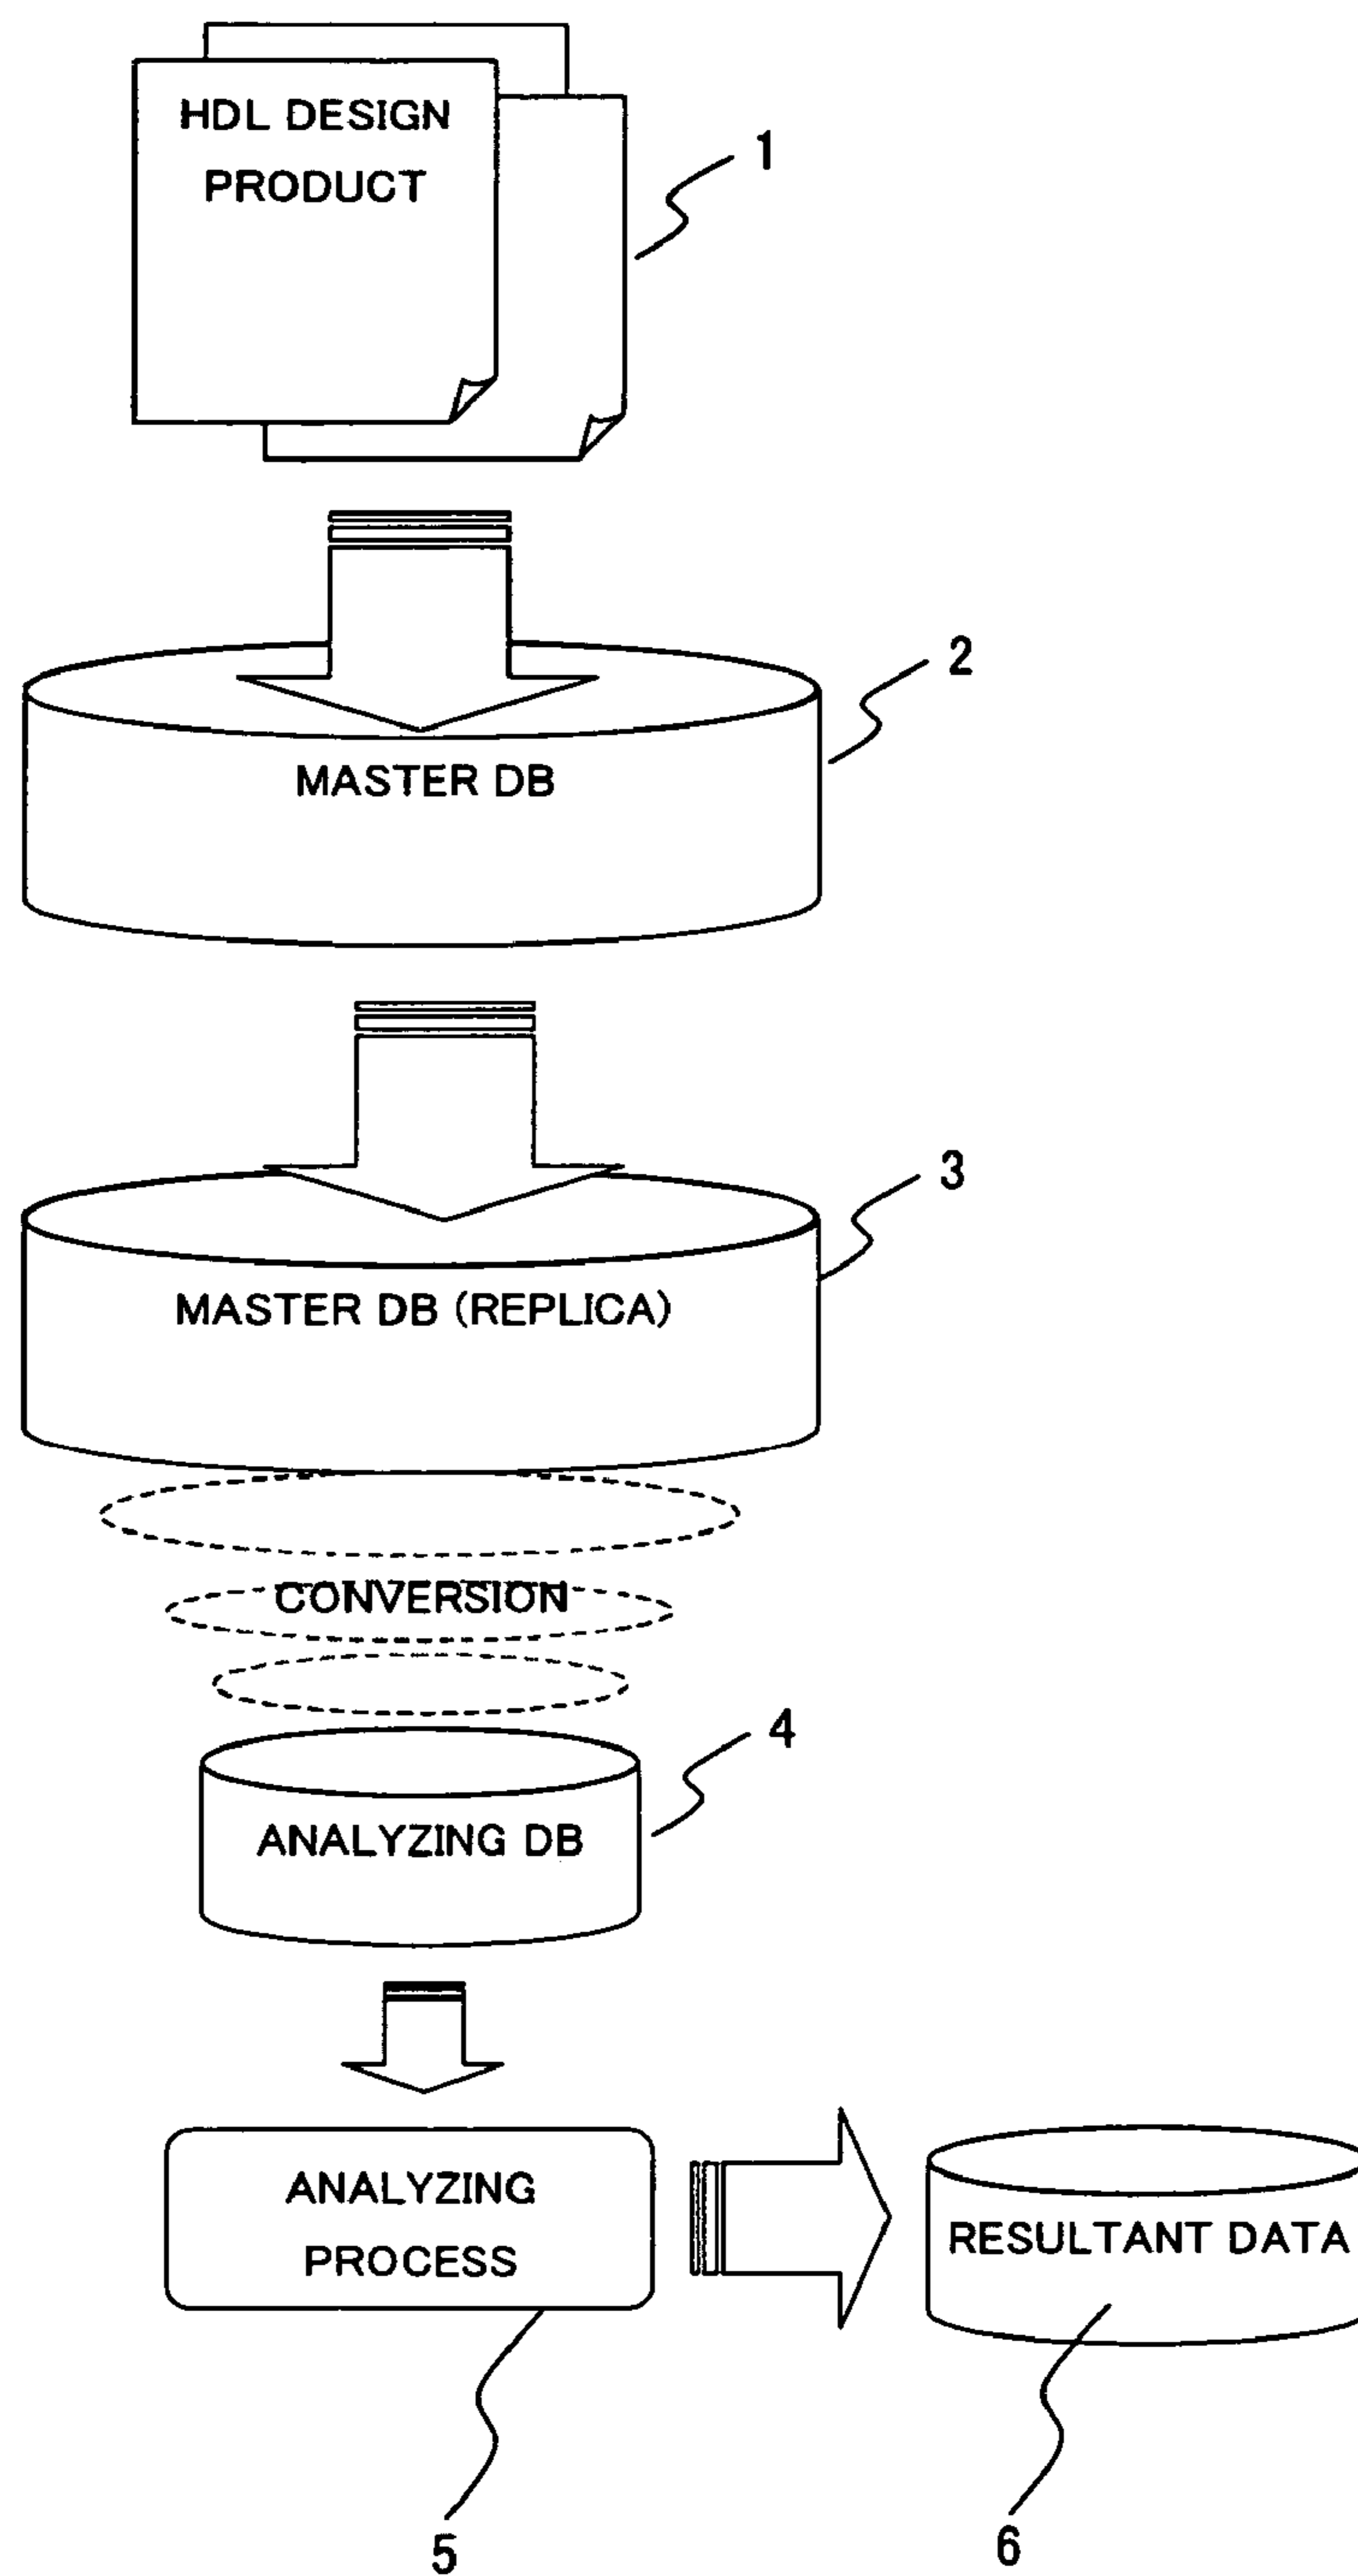 HDL DESIGN
PRODUCT
1
2
MASTER DB
3
MASTER DB (REPLICA)
CONVERSION
4
ANALYZING DB
ANALYZING
PROCESS
RESULTANT DATA
5
6